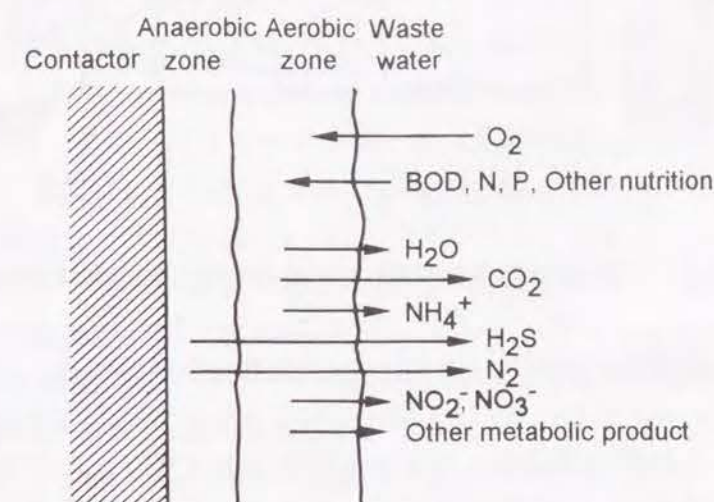 Anaerobic Aerobic Waste
Contactor zone zone water
O₂
BOD, N, P, Other nutrition
H₂O
CO₂
NH₄⁺
H₂S
N₂
NO₂⁻, NO₃⁻
Other metabolic product